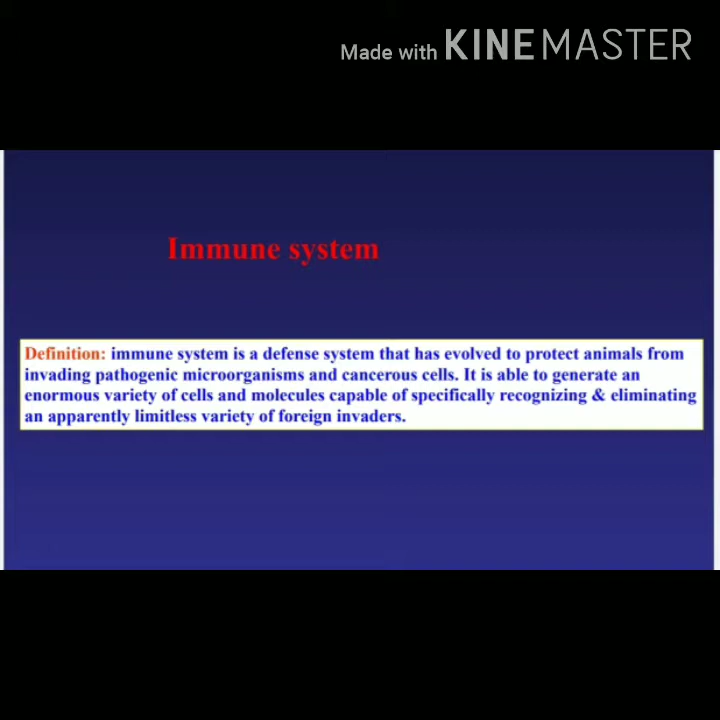 Made with KINEMASTER
Immune system
Definition: immune system is a defense system that has evolved to protect animals from
invading pathogenic microorganisms and cancerous cells. It is able to generate an
enormous variety of cells and molecules capable of specifically recognizing & eliminating
an apparently limitless variety of foreign invaders.